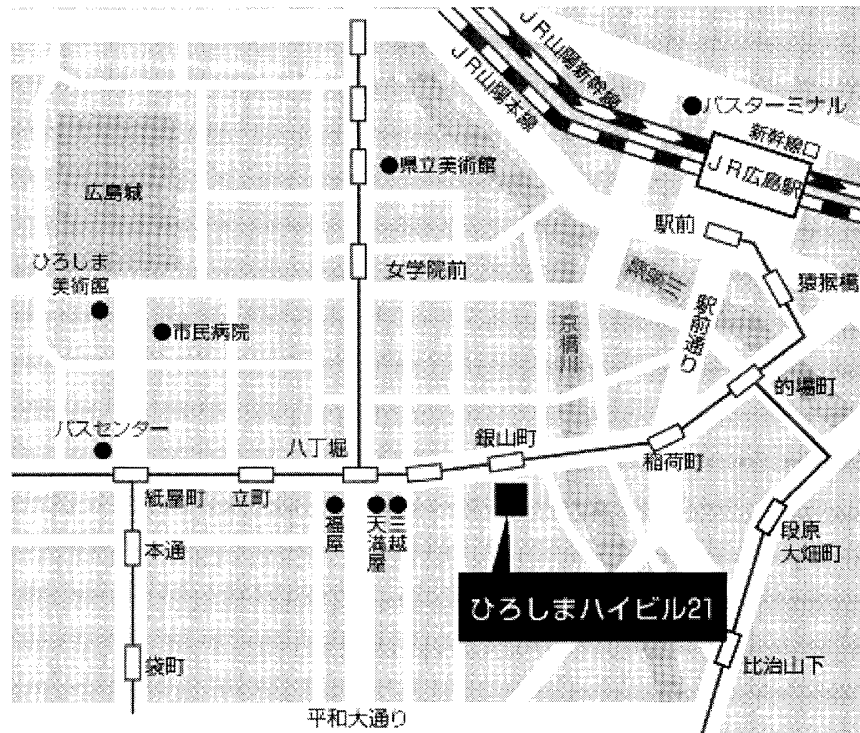 JR山陽新幹線
JR山陽本線
バスターミナル
新幹線口
JR広島駅
県立美術館
広島城
駅前
ひろしま
美術館
女学院前
猿猴橋
市民病院
京橋川
駅前通り
的場町
バスセンター
八丁堀
銀山町
稲荷町
紙屋町
立町
福屋
天満屋
三越
段原
大畑町
本通
ひろしまハイビル21
袋町
比治山下
平和大通り